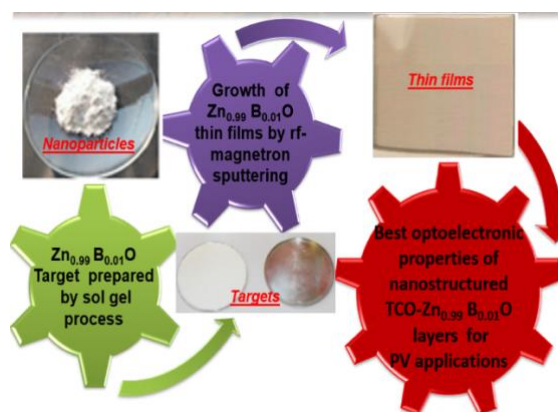 Nanoparticles
Growth of
Zn0.99 B0.01O
thin films by rf-
magnetron
sputtering
Thin films
Zn0.99 B0.01O
Target prepared
by sol gel
process
Targets
Best optoelectronic
properties of
nanostructured
TCO-Zn0.99 B0.01O
layers for
PV applications